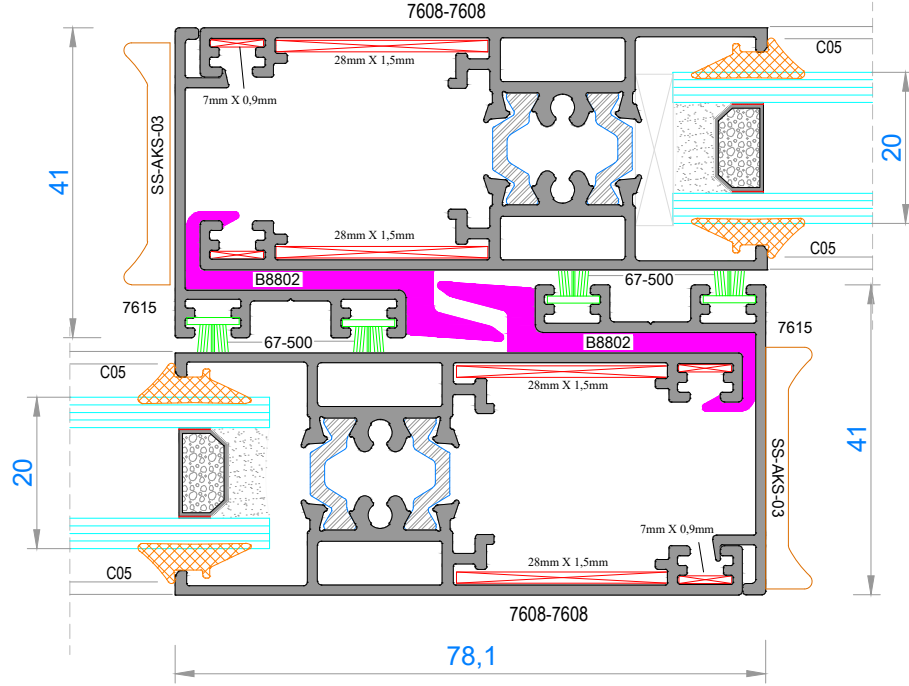 7608-7608
C05
28mm X 1,5mm
7mm X 0,9mm
SS-AKS-03
41
20
28mm X 1,5mm
C05
B8802
67-500
7615
7615
67-500
B8802
C05
28mm X 1,5mm
20
41
SS-AKS-03
7mm X 0,9mm
28mm X 1,5mm
C05
7608-7608
78,1